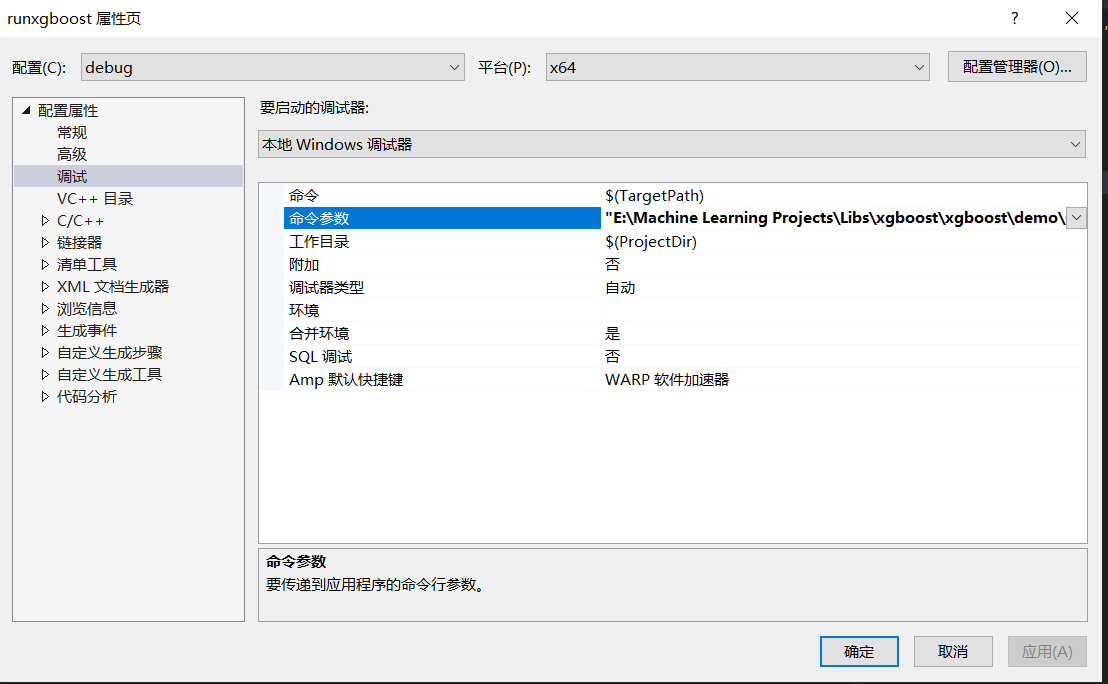 runxgboost 属性页
?
配置(C):
debug
平台(P):
x64
配置管理器(O)...
配置属性
常规
高级
调试
VC++ 目录
C/C++
链接器
清单工具
XML 文档生成器
浏览信息
生成事件
自定义生成步骤
自定义生成工具
代码分析
要启动的调试器:
本地 Windows 调试器
命令 $(TargetPath)
命令参数 "E:\Machine Learning Projects\Libs\xgboost\xgboost\demo\
工作目录 $(ProjectDir)
附加 否
调试器类型 自动
环境
合并环境 是
SQL 调试 否
Amp 默认快捷键 WARP 软件加速器
命令参数
要传递到应用程序的命令行参数。
确定
取消
应用(A)